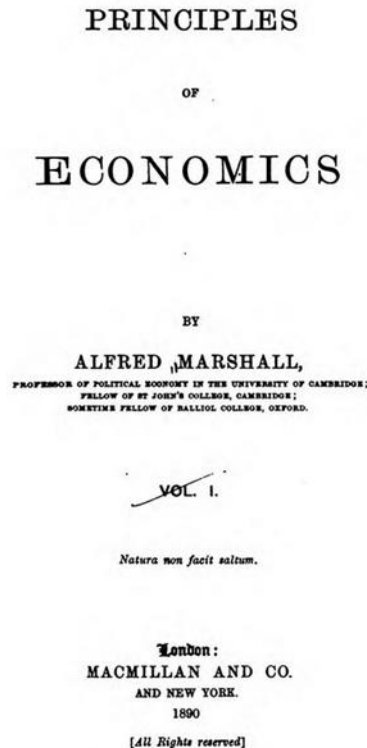 PRINCIPLES
OF
ECONOMICS
BY
ALFRED MARSHALL,
PROFESSOR OF POLITICAL ECONOMY IN THE UNIVERSITY OF CAMBRIDGE;
FELLOW OF ST JOHN'S COLLEGE, CAMBRIDGE;
SOMETIME FELLOW OF BALLIOL COLLEGE, OXFORD.
VOL. I.
Natura non facit saltum.
London:
MACMILLAN AND CO.
AND NEW YORK.
1890
[All Rights reserved]